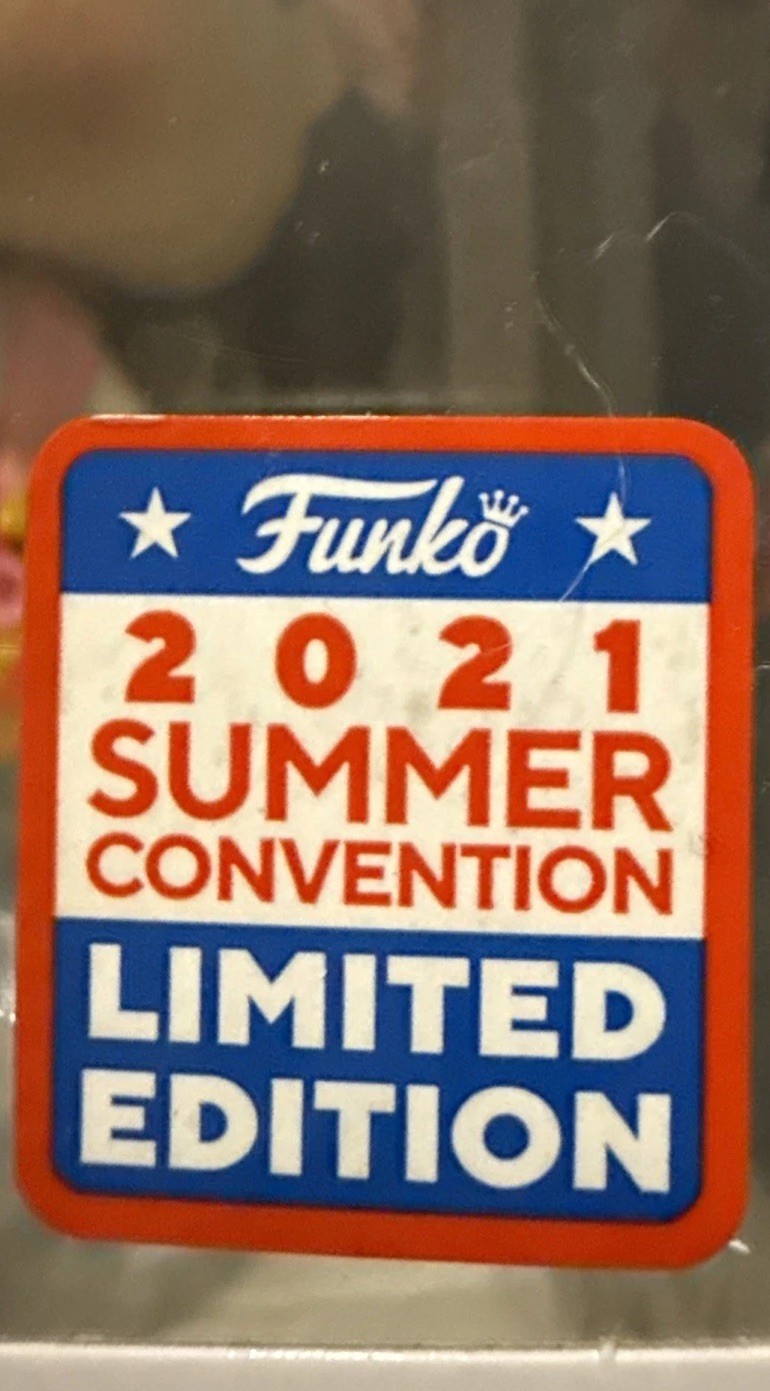 Funko
2021
SUMMER
CONVENTION
LIMITED
EDITION